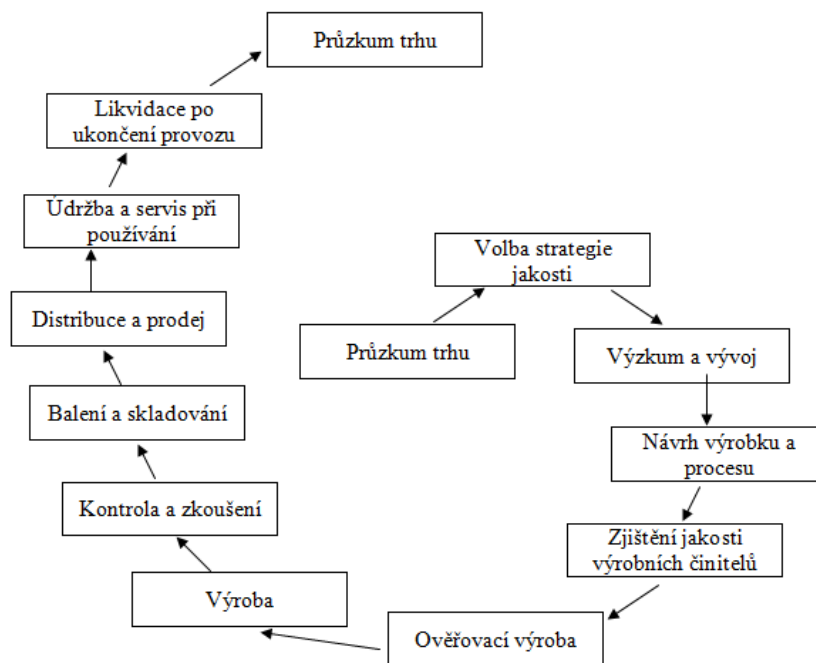 Průzkum trhu
Likvidace po
ukončení provozu
Údržba a servis při
používání
Volba strategie
jakosti
Distribuce a prodej
Průzkum trhu
Výzkum a vývoj
Balení a skladování
Návrh výrobku a
procesu
Kontrola a zkoušení
Zjištění jakosti
výrobních činitelů
Výroba
Ověřovací výroba